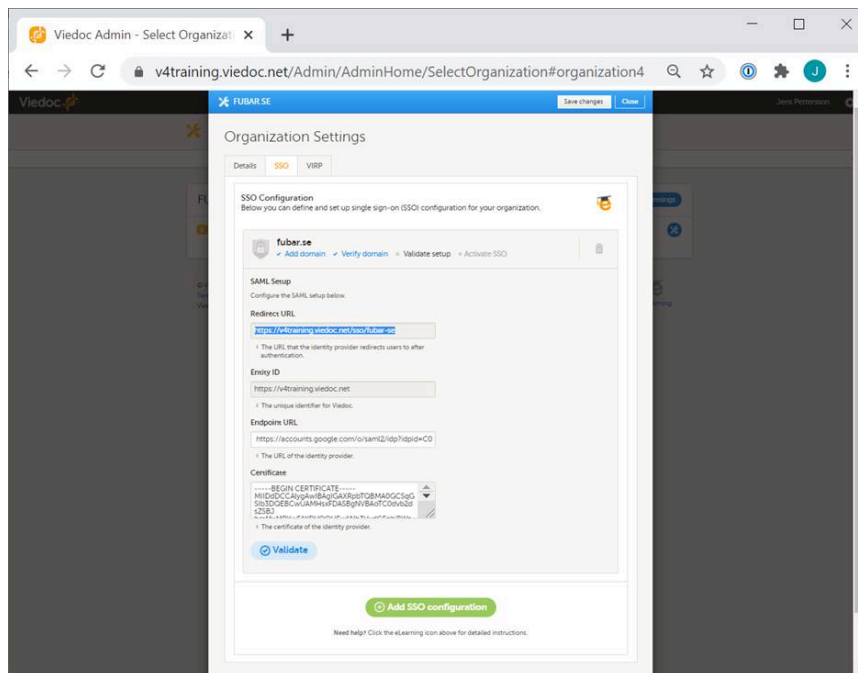 Viedoc Admin - Select Organizati
v4training.viedoc.net/Admin/AdminHome/SelectOrganization#organization4
J
Viedoc
Jens Pettersson
FUBAR.SE
Save changes
Close
Organization Settings
Details
SSO
VIRP
SSO Configuration
Below you can define and set up single sign-on (SSO) configuration for your organization.
fubar.se
Add domain
Verify domain
Validate setup
Activate SSO
SAML Setup
Configure the SAML setup below.
Redirect URL
https://v4training.viedoc.net/sso/fubar-se
The URL that the identity provider redirects users to after
authentication.
Entity ID
https://v4training.viedoc.net
The unique identifier for Viedoc.
Endpoint URL
https://accounts.google.com/o/saml2/idp?idpid=C0
The URL of the identity provider.
Certificate
-----BEGIN CERTIFICATE-----
The certificate of the identity provider.
Validate
Add SSO configuration
Need help? Click the eLearning icon above for detailed instructions.